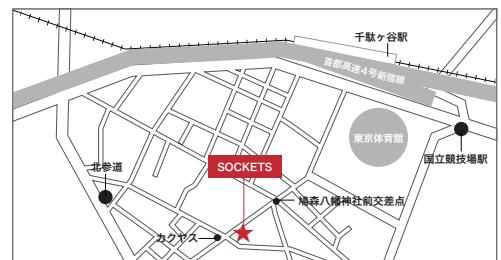 千駄ヶ谷駅
首都高速4号新宿線
東京体育館
国立競技場駅
北参道
SOCKETS
鳩森八幡神社前交差点
カクヤス